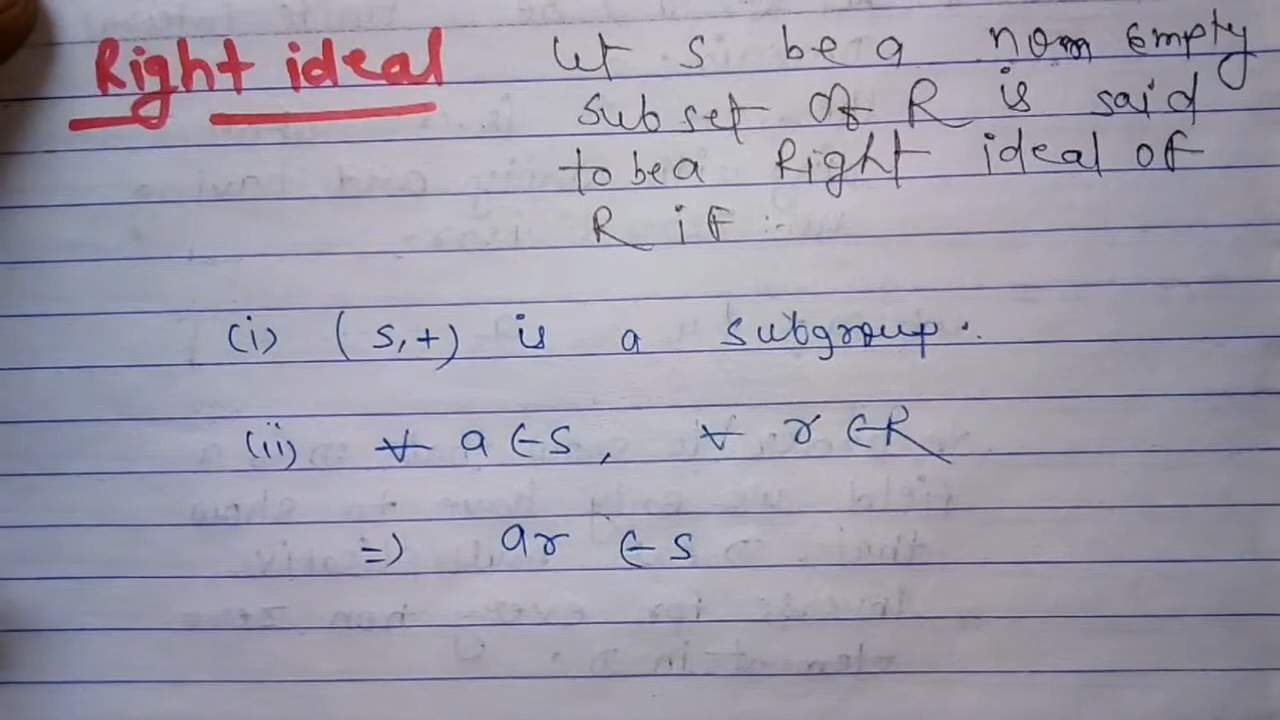 Right ideal
Let S be a non empty
subset of R is said
to be a Right ideal of
R if :-
(i) (S,+) is a subgroup.
(ii) ∀ a ∈ S, ∀ r ∈ R
=) ar ∈ S